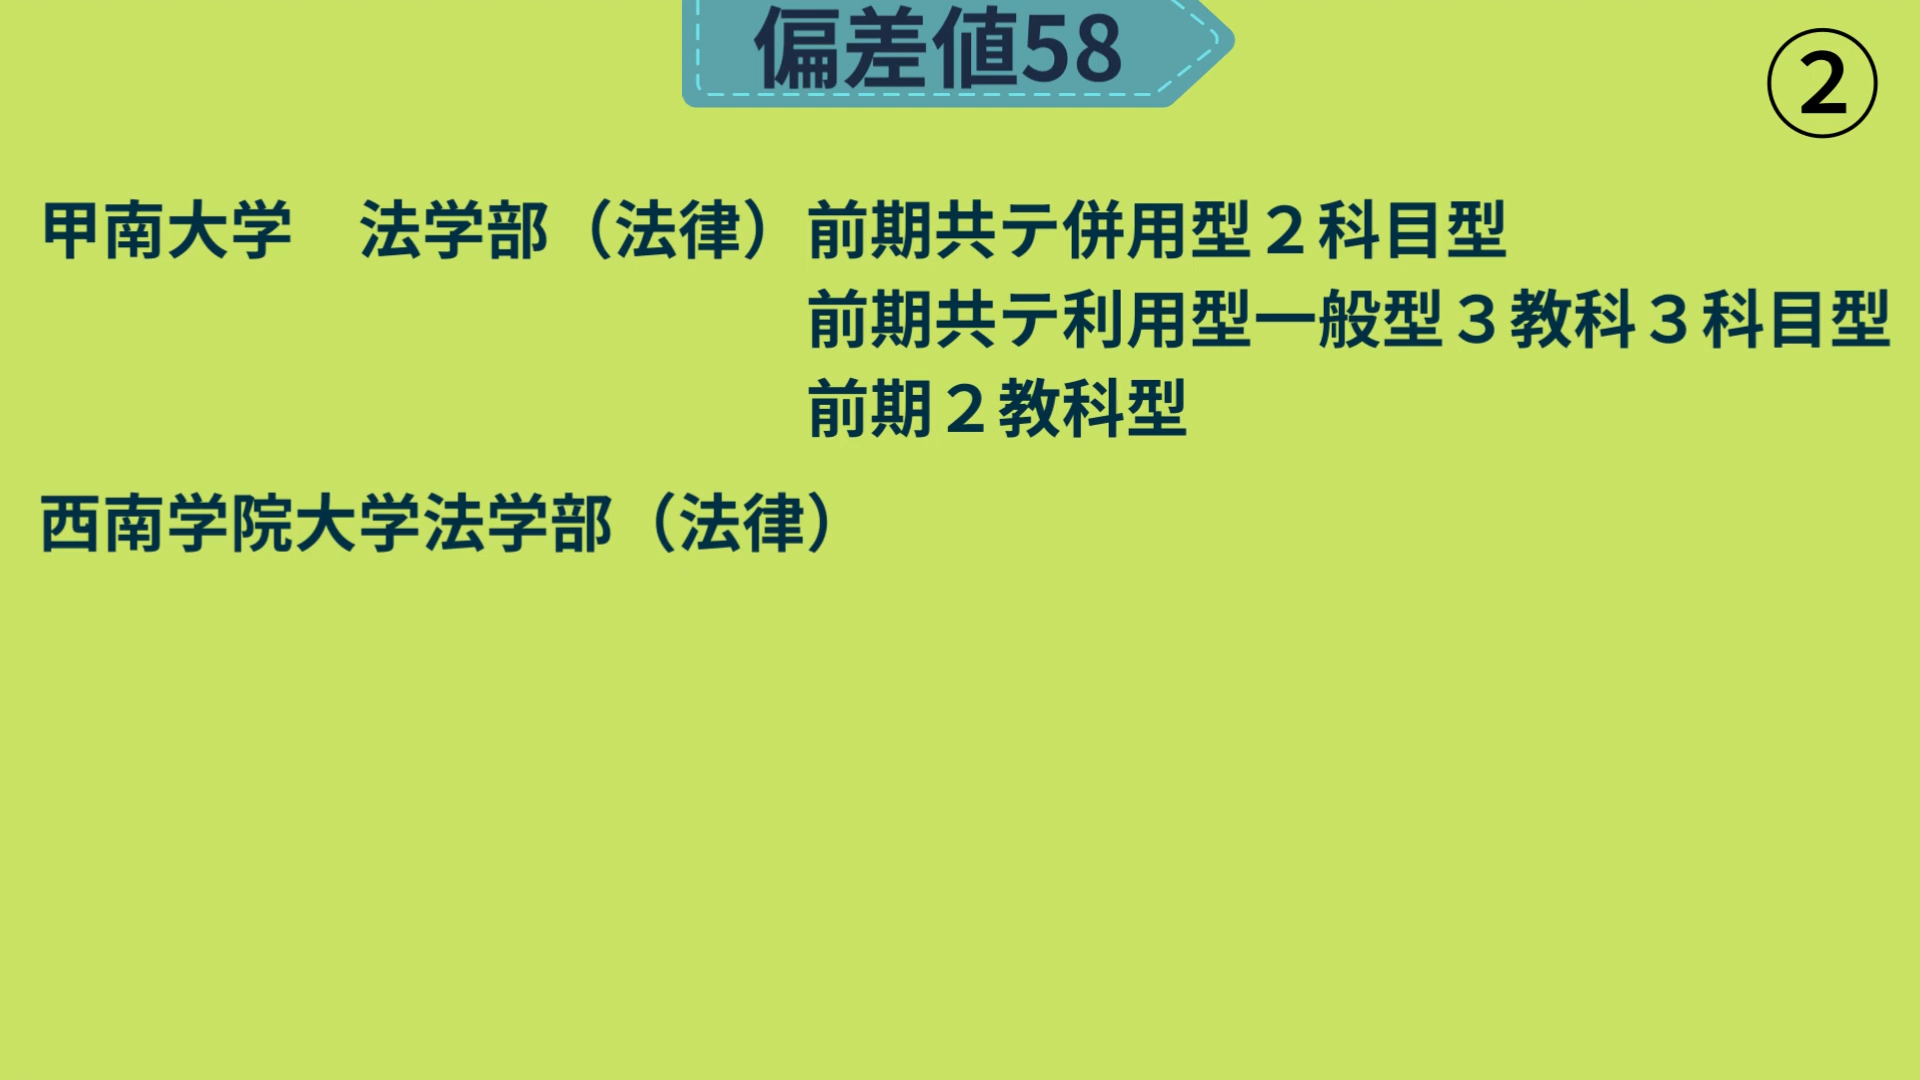 偏差値58
②
甲南大学　法学部（法律）前期共テ併用型２科目型
前期共テ利用型一般型３教科３科目型
前期２教科型
西南学院大学法学部（法律）